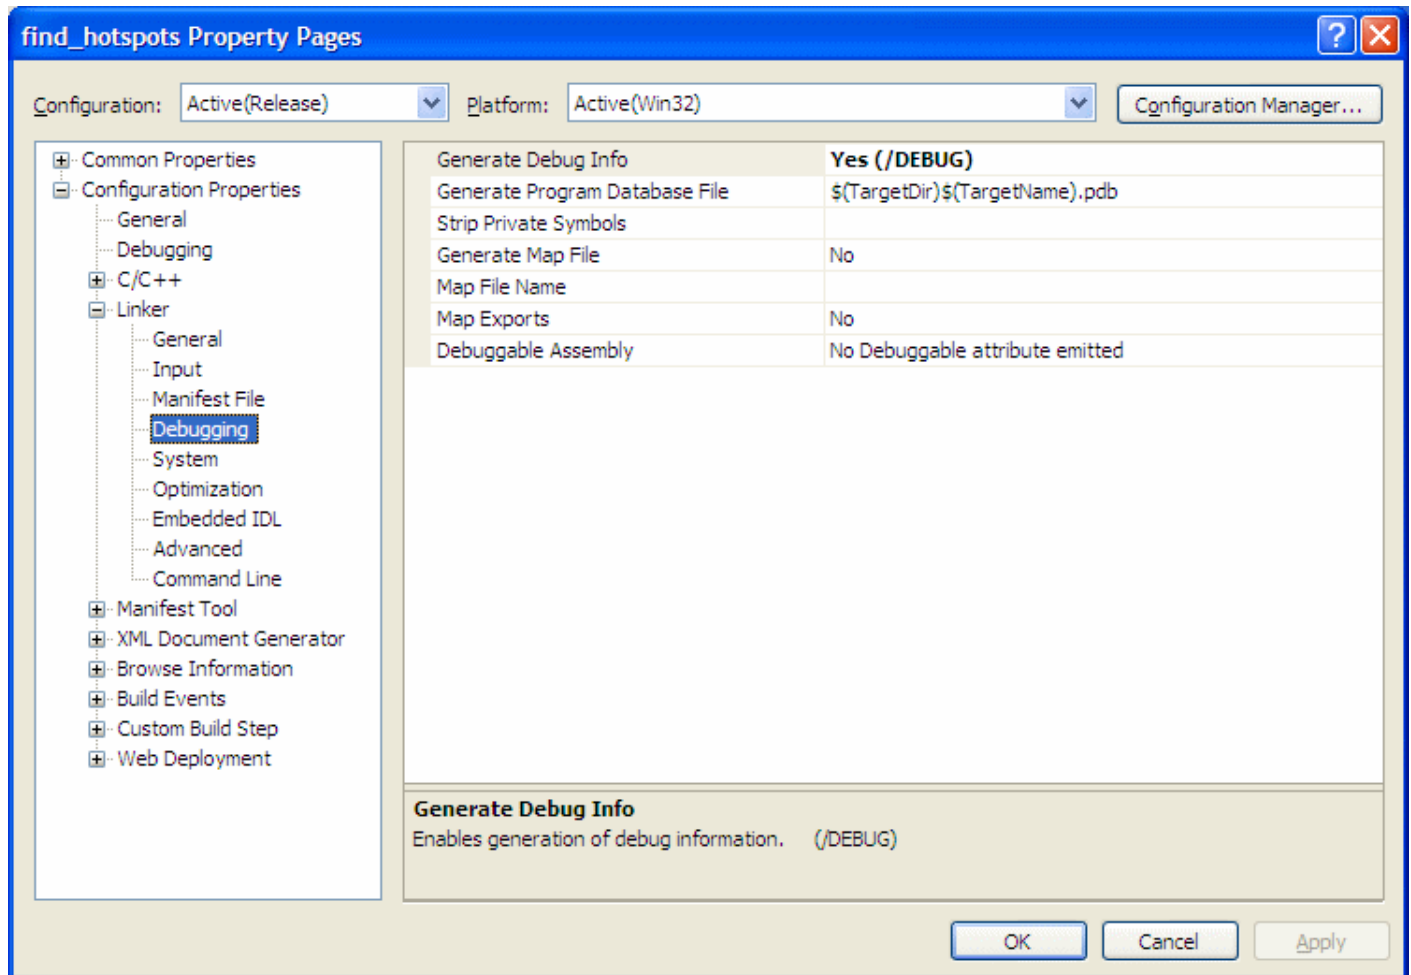 find_hotspots Property Pages
Configuration: Active(Release) Platform: Active(Win32) Configuration Manager...
Common Properties
Configuration Properties
General
Debugging
C/C++
Linker
General
Input
Manifest File
Debugging
System
Optimization
Embedded IDL
Advanced
Command Line
Manifest Tool
XML Document Generator
Browse Information
Build Events
Custom Build Step
Web Deployment
Generate Debug Info Yes (/DEBUG)
Generate Program Database File $(TargetDir)$(TargetName).pdb
Strip Private Symbols
Generate Map File No
Map File Name
Map Exports No
Debuggable Assembly No Debuggable attribute emitted
Generate Debug Info
Enables generation of debug information. (/DEBUG)
OK Cancel Apply